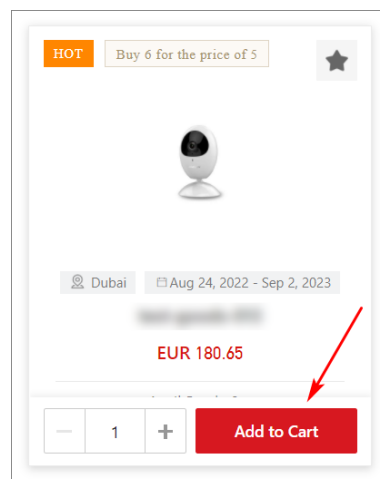 HOT Buy 6 for the price of 5
Dubai Aug 24, 2022 - Sep 2, 2023
EUR 180.65
1 Add to Cart